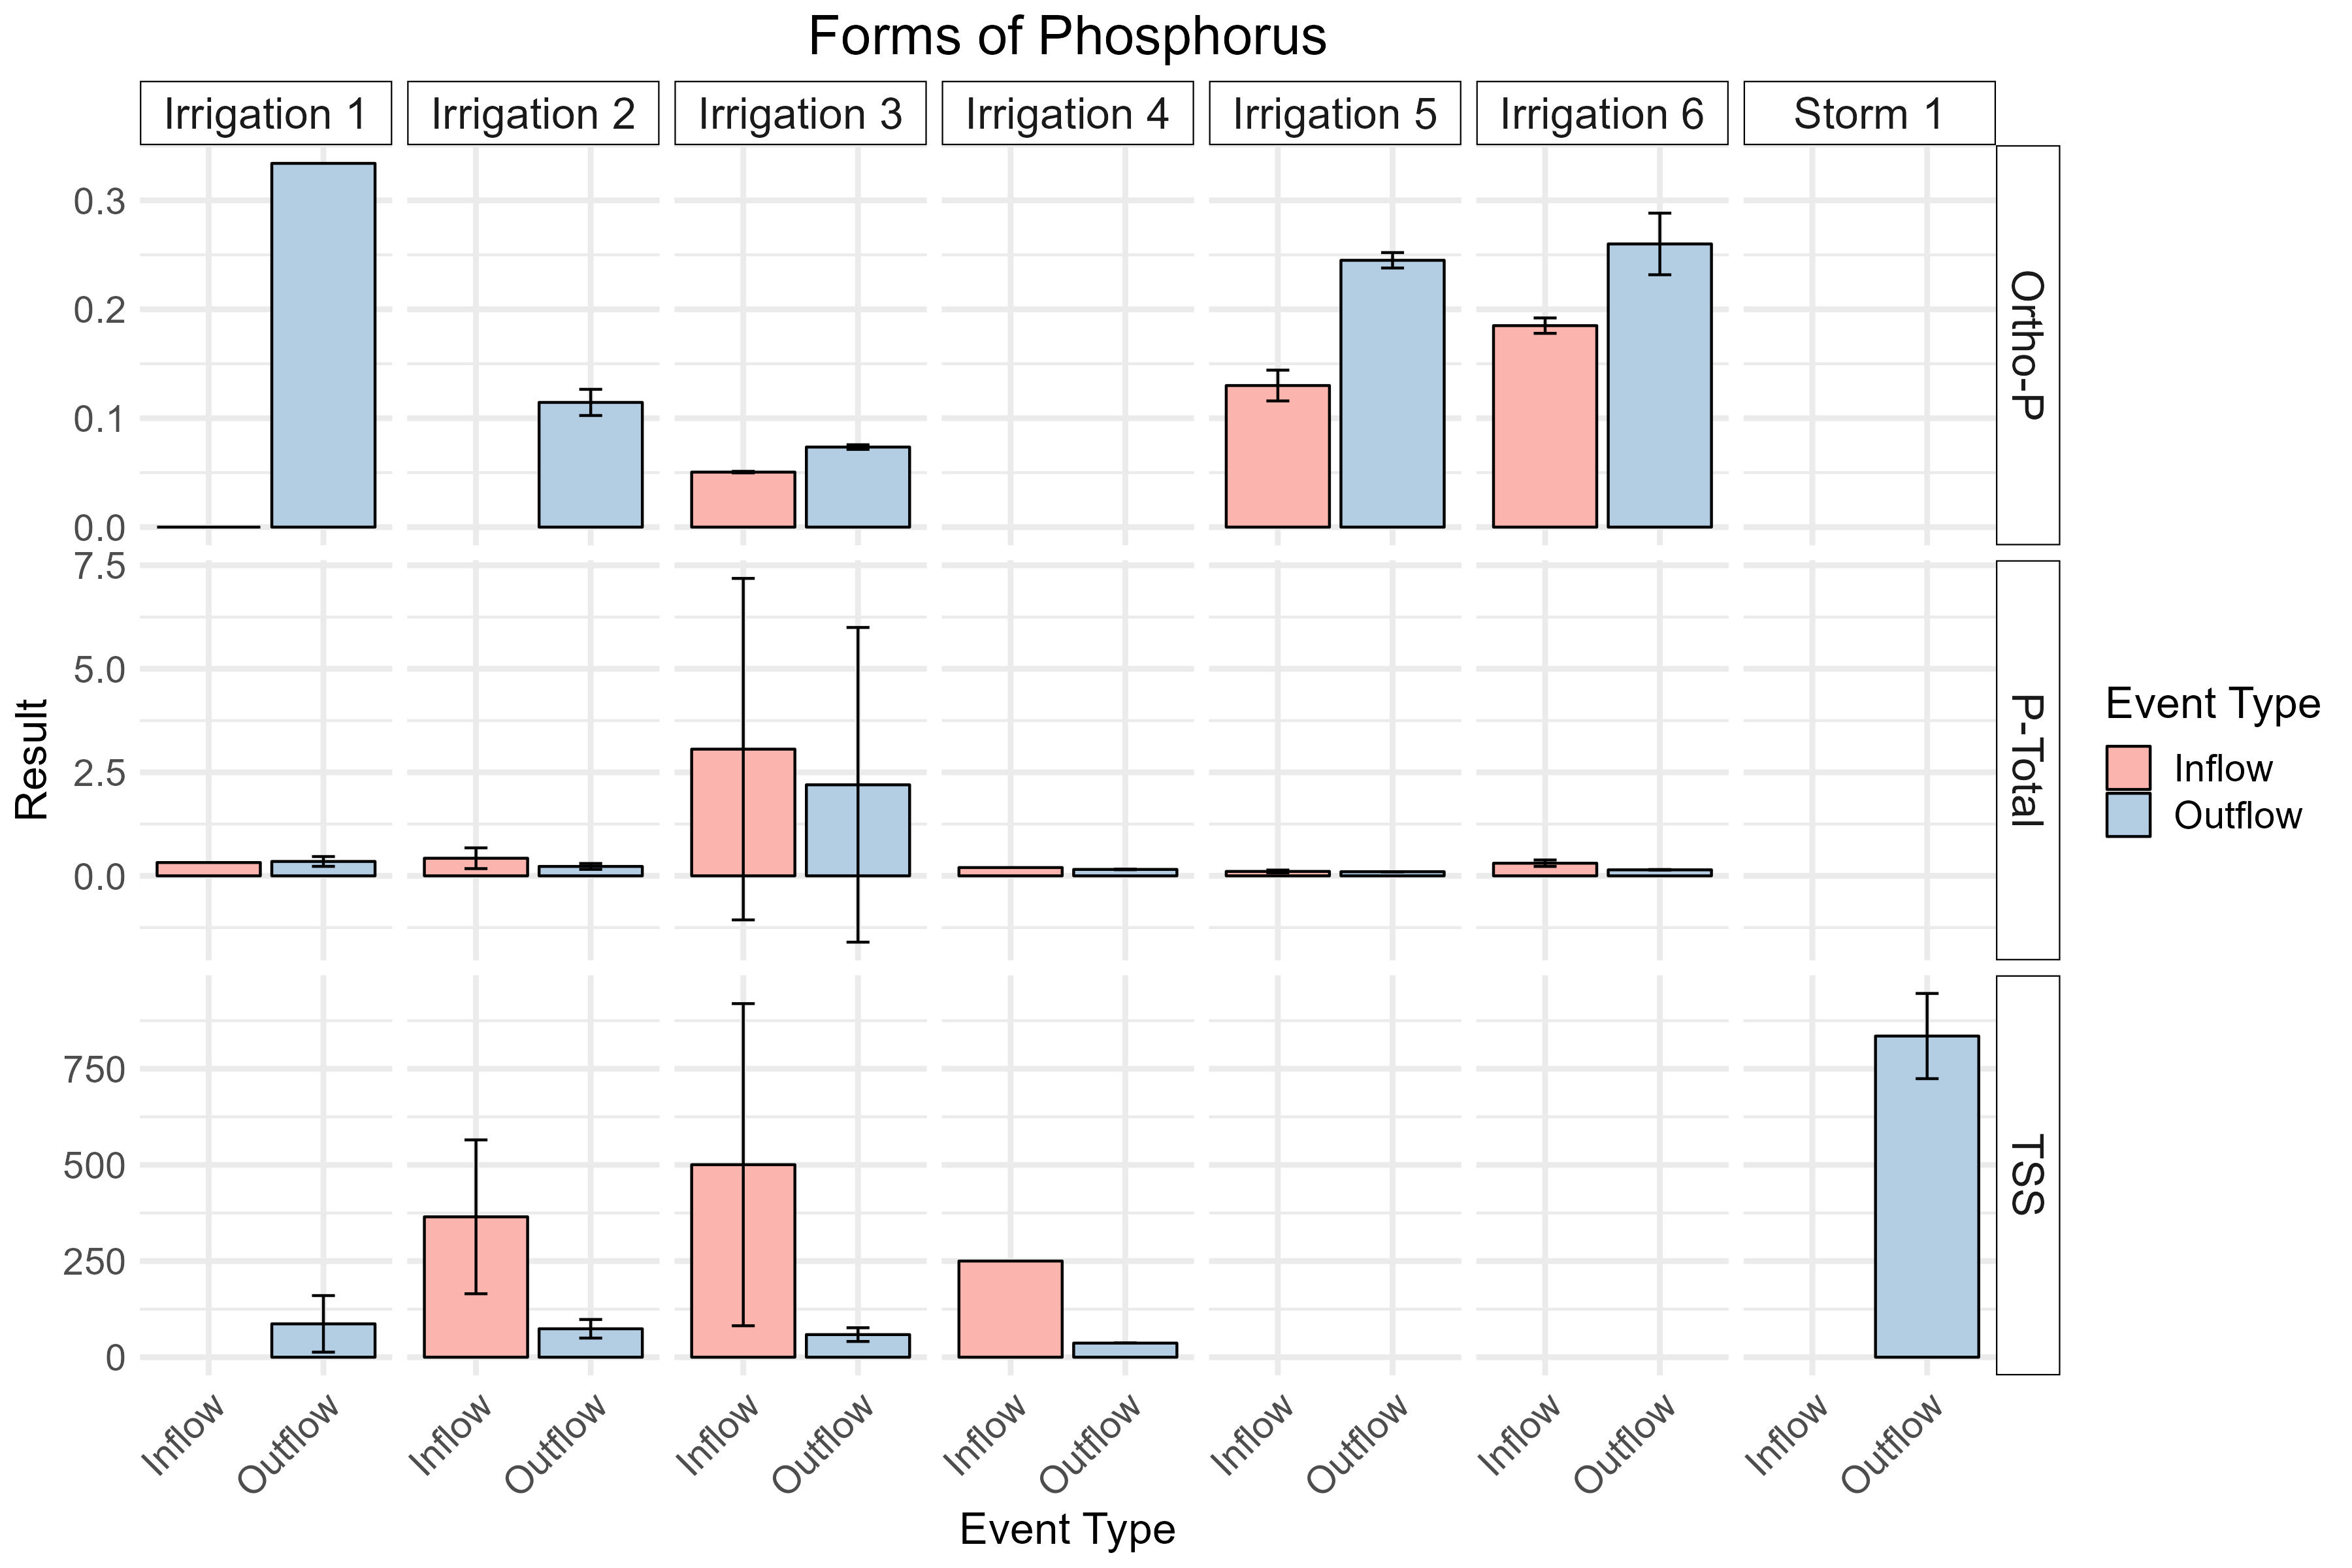 Forms of Phosphorus
Irrigation 1 Irrigation 2 Irrigation 3 Irrigation 4 Irrigation 5 Irrigation 6 Storm 1
0.3
0.2
0.1
0.0
Ortho-P
7.5
5.0
2.5
0.0
P-Total
750
500
250
0
TSS
Result
Inflow Outflow Inflow Outflow Inflow Outflow Inflow Outflow Inflow Outflow Inflow Outflow Inflow Outflow
Event Type
Event Type
Inflow
Outflow